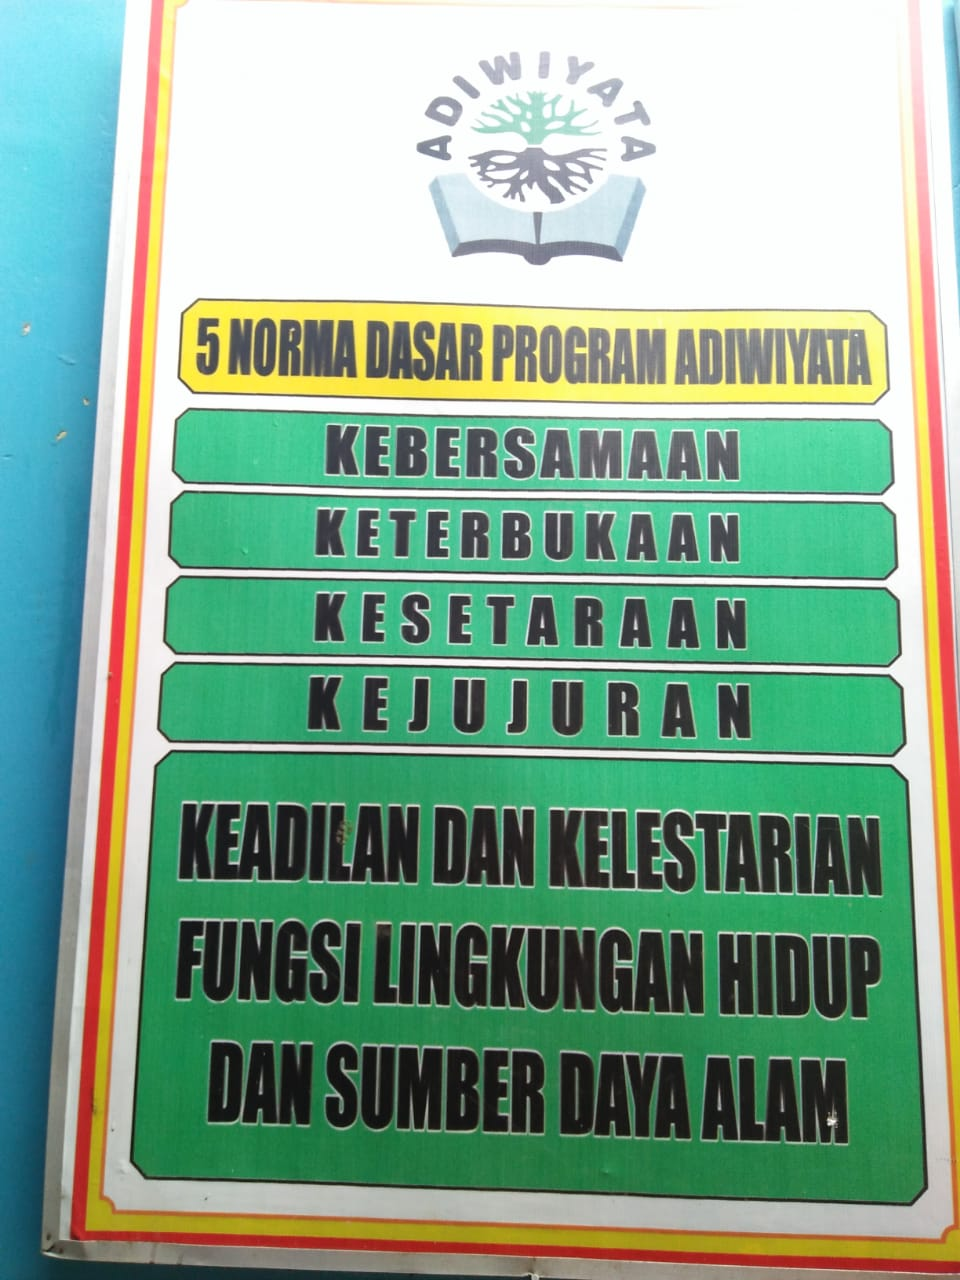 ADIWIYATA
5 NORMA DASAR PROGRAM ADIWIYATA
KEBERSAMAAN
KETERBUKAAN
KESETARAAN
KEJUJURAN
KEADILAN DAN KELESTARIAN
FUNGSI LINGKUNGAN HIDUP
DAN SUMBER DAYA ALAM